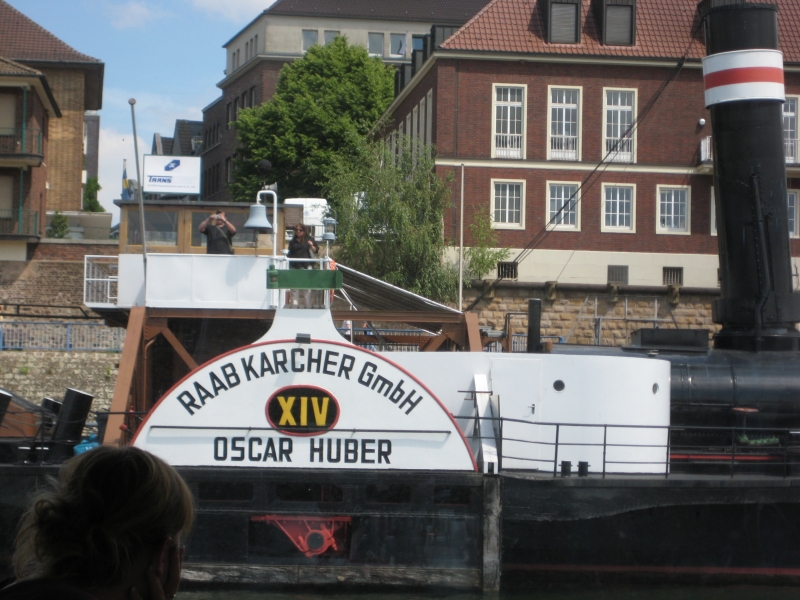 TRANS
RAAB KARCHER GmbH
XIV
OSCAR HUBER